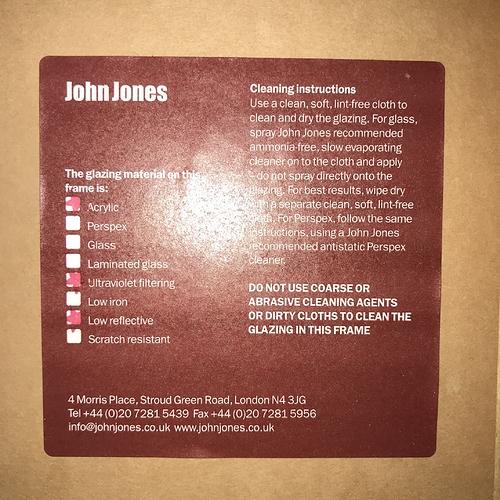 John Jones
The glazing material on this
frame is:
Acrylic
Perspex
Glass
Laminated glass
Ultraviolet filtering
Low iron
Low reflective
Scratch resistant
Cleaning instructions
Use a clean, soft, lint-free cloth to
clean and dry the glazing. For glass,
spray John Jones recommended
ammonia-free, slow evaporating
cleaner on to the cloth and apply
– do not spray directly onto the
glazing. For best results, wipe dry
with a separate clean, soft, lint-free
cloth. For Perspex, follow the same
instructions, using a John Jones
recommended antistatic Perspex
cleaner.
DO NOT USE COARSE OR
ABRASIVE CLEANING AGENTS
OR DIRTY CLOTHS TO CLEAN THE
GLAZING IN THIS FRAME
4 Morris Place, Stroud Green Road, London N4 3JG
Tel +44 (0)20 7281 5439 Fax +44 (0)20 7281 5956
info@johnjones.co.uk www.johnjones.co.uk